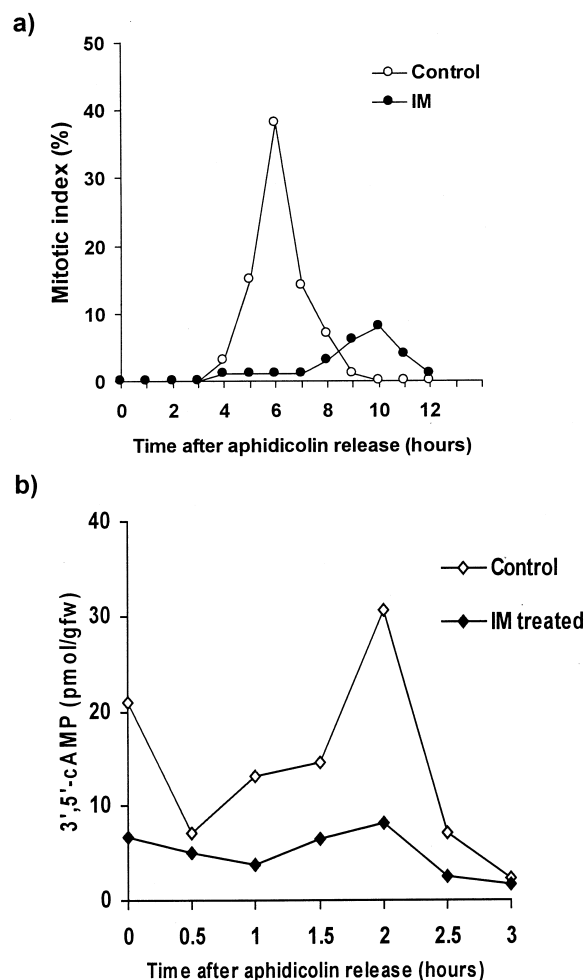 a)
50
40
30
20
10
0
Mitotic index (%)
Control
IM
0 2 4 6 8 10 12
Time after aphidicolin release (hours)
b)
40
30
20
10
0
3',5'-cAMP (pmol/gfw)
Control
IM treated
0 0.5 1 1.5 2 2.5 3
Time after aphidicolin release (hours)